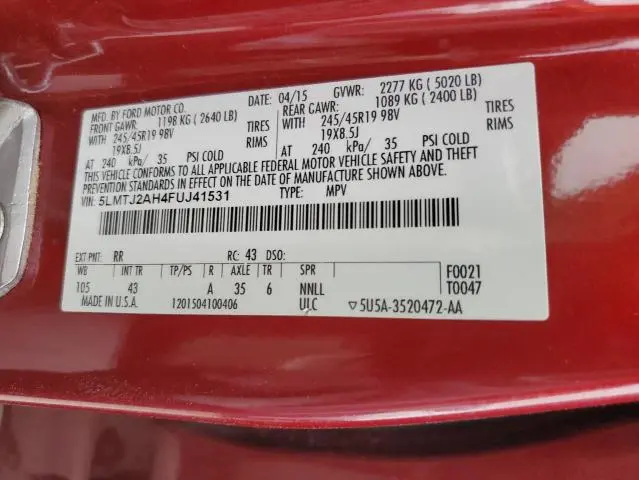 MFD. BY FORD MOTOR CO. DATE: 04/15 GVWR: 2277 KG ( 5020 LB)
FRONT GAWR: 1198 KG ( 2640 LB) REAR GAWR: 1089 KG ( 2400 LB)
WITH 245/45R19 98V TIRES WITH 245/45R19 98V TIRES
19X8.5J RIMS 19X8.5J RIMS
AT 240 kPa/ 35 PSI COLD AT 240 kPa/ 35 PSI COLD
THIS VEHICLE CONFORMS TO ALL APPLICABLE FEDERAL MOTOR VEHICLE SAFETY AND THEFT
PREVENTION STANDARDS IN EFFECT ON THE DATE OF MANUFACTURE SHOWN ABOVE.
VIN: 5LMTJ2AH4FUJ41531 TYPE: MPV
EXT PNT: RR RC: 43 DSO:
WB INT TR TP/PS R AXLE TR SPR F0021
105 43 A 35 6 NNLL T0047
MADE IN U.S.A. 1201504100406 ULC ▽5U5A-3520472-AA